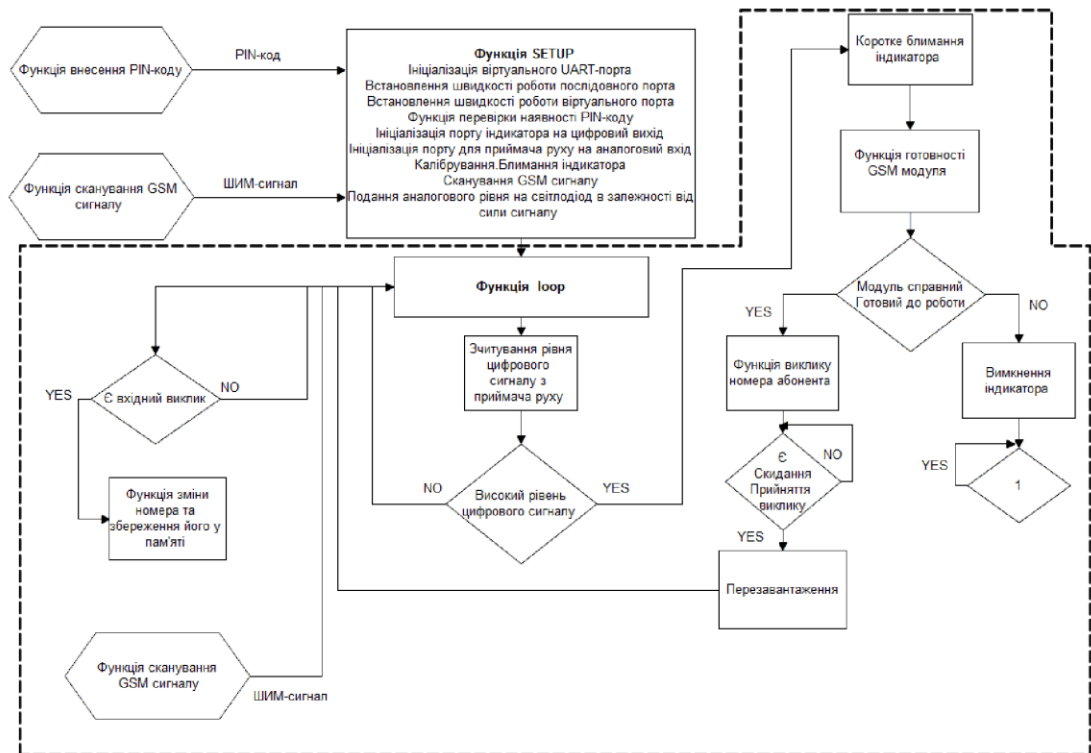 Функція внесення PIN-коду
PIN-код
Функція сканування GSM
сигналу
ШИМ-сигнал
Функція SETUP
Ініціалізація віртуального UART-порта
Встановлення швидкості роботи послідовного порта
Встановлення швидкості роботи віртуального порта
Функція перевірки наявності PIN-коду
Ініціалізація порту індикатора на цифровий вихід
Ініціалізація порту для приймача руху на аналоговий вхід
Калібрування.Блимання індикатора
Сканування GSM сигналу
Подання аналогового рівня на світлодіод в залежності від
сили сигналу
Коротке блимання
індикатора
Функція готовності
GSM модуля
Модуль справний
Готовий до роботи
YES
NO
Функція виклику
номера абонента
Вимкнення
індикатора
Є
Скидання
Прийняття
виклику
NO
YES
YES
1
Перезавантаження
Функція loop
Зчитування рівня
цифрового
сигналу з
приймача руху
Високий рівень
цифрового сигналу
NO
YES
Є вхідний виклик
YES
NO
Функція зміни
номера та
збереження його у
пам'яті
Функція сканування
GSM сигналу
ШИМ-сигнал